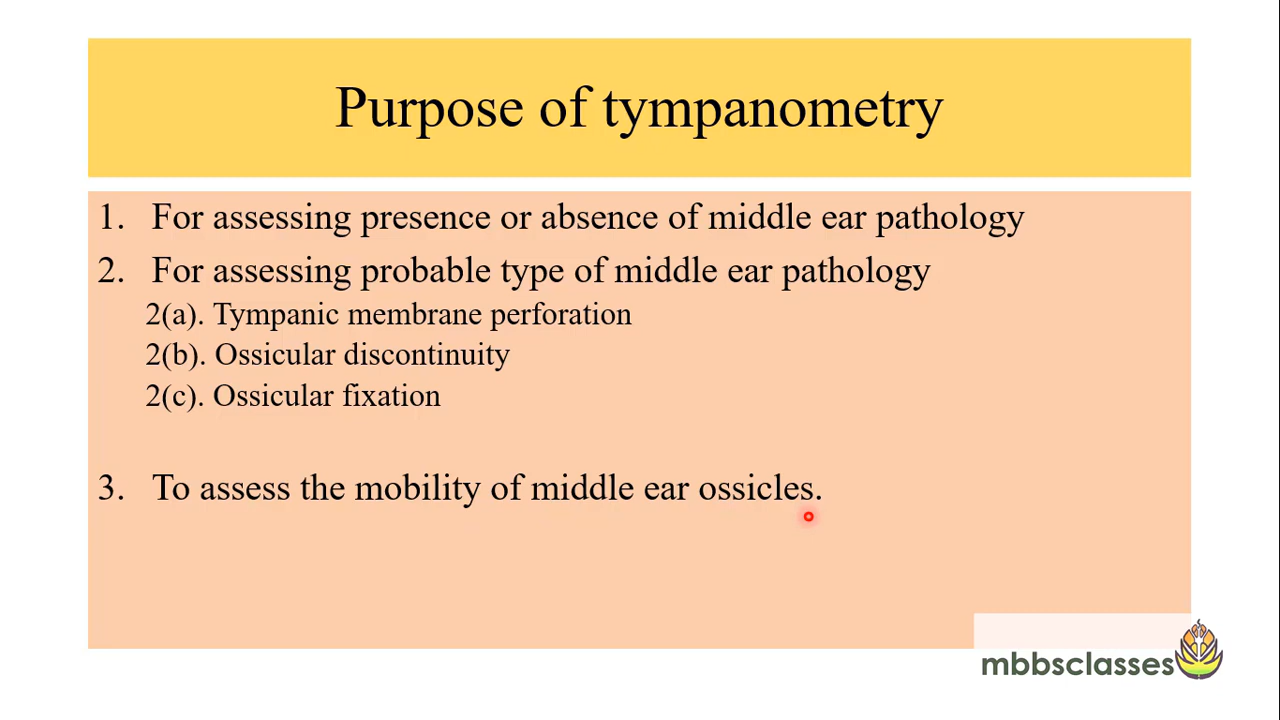 Purpose of tympanometry
1. For assessing presence or absence of middle ear pathology
2. For assessing probable type of middle ear pathology
2(a). Tympanic membrane perforation
2(b). Ossicular discontinuity
2(c). Ossicular fixation
3. To assess the mobility of middle ear ossicles.
mbbsclasses